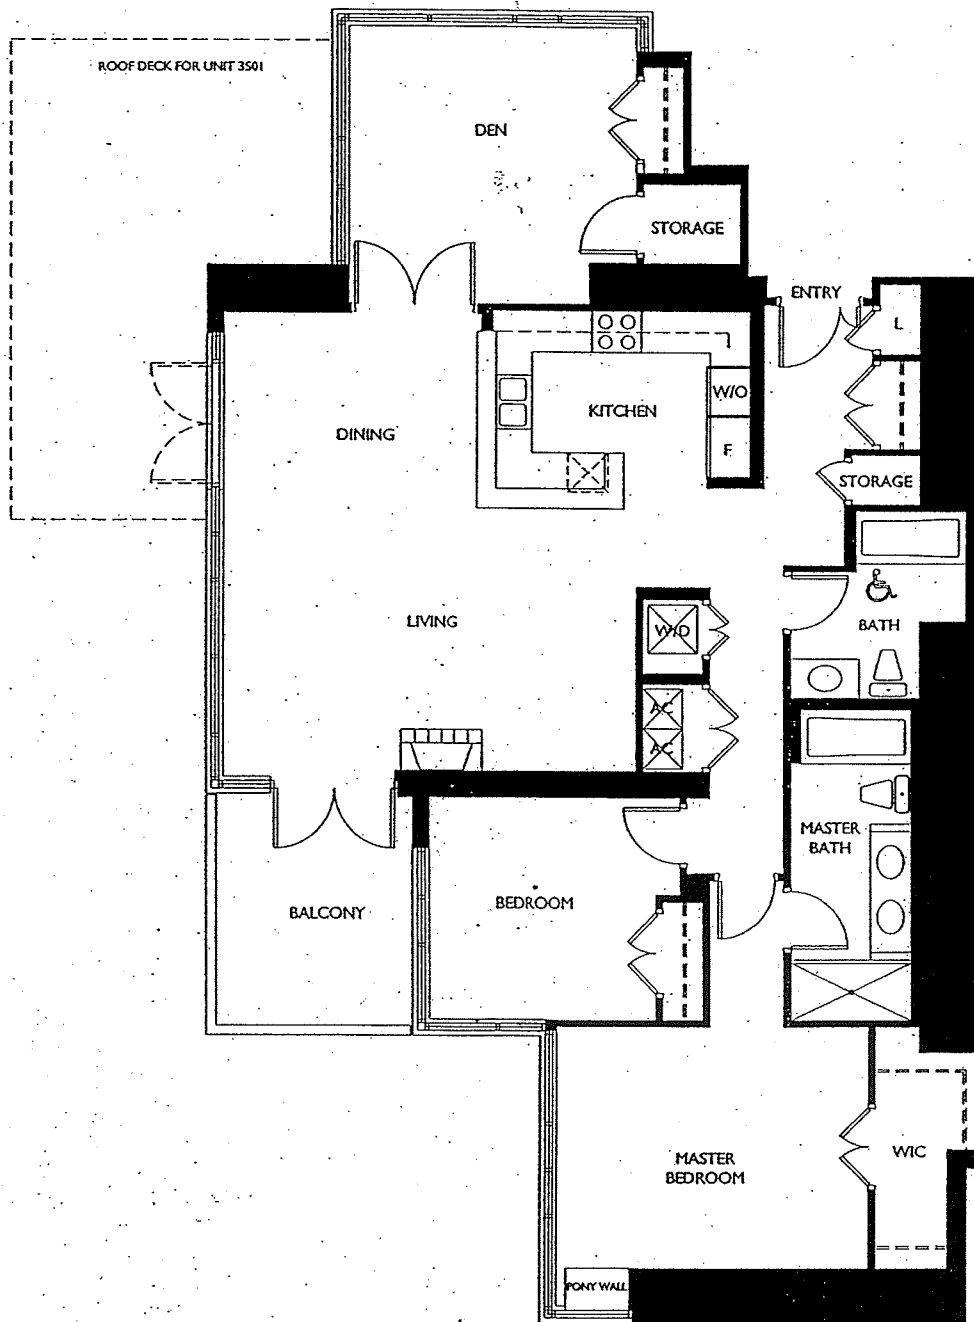 ROOF DECK FOR UNIT 3S01
DEN
STORAGE
ENTRY
L
W/O
KITCHEN
DINING
F
STORAGE
LIVING
W/D
BATH
AC
AC
MASTER
BATH
BEDROOM
BALCONY
MASTER
BEDROOM
WIC
PONY WALL